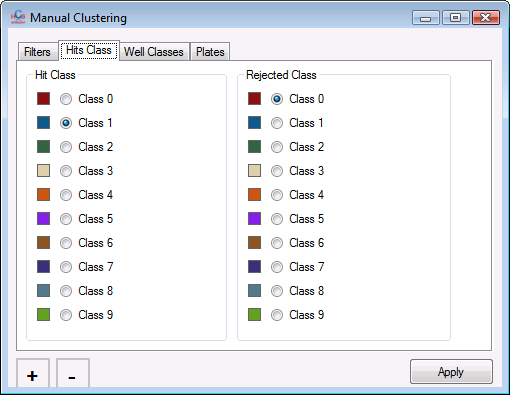 Manual Clustering
Filters Hits Class Well Classes Plates
Hit Class Rejected Class
Class 0 Class 0
Class 1 Class 1
Class 2 Class 2
Class 3 Class 3
Class 4 Class 4
Class 5 Class 5
Class 6 Class 6
Class 7 Class 7
Class 8 Class 8
Class 9 Class 9
+ - Apply